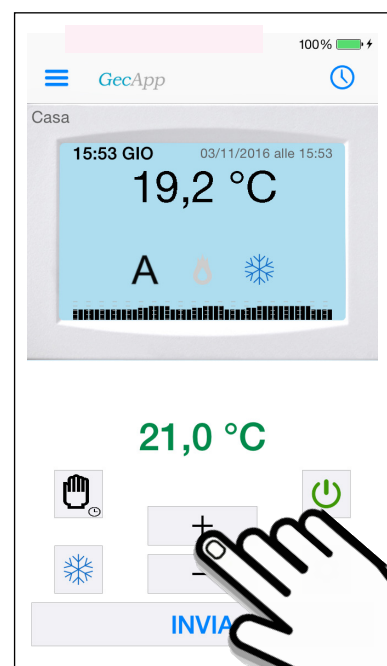 100%
GecApp
Casa
15:53 GIO 03/11/2016 alle 15:53
19,2 °C
A
21,0 °C
+
−
INVIA